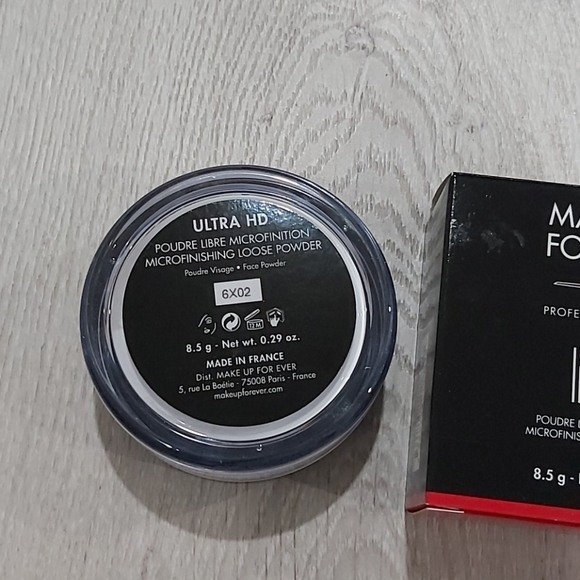 ULTRA HD
POUDRE LIBRE MICROFINITION
MICROFINISHING LOOSE POWDER
Poudre Visage • Face Powder
6X02
12 M
8.5 g - Net wt. 0.29 oz.
MADE IN FRANCE
Dist. MAKE UP FOR EVER
5, rue La Boétie - 75008 Paris - France
makeupforever.com
MA
FO
PROFE
POUDRE L
MICROFINIS
8.5 g -